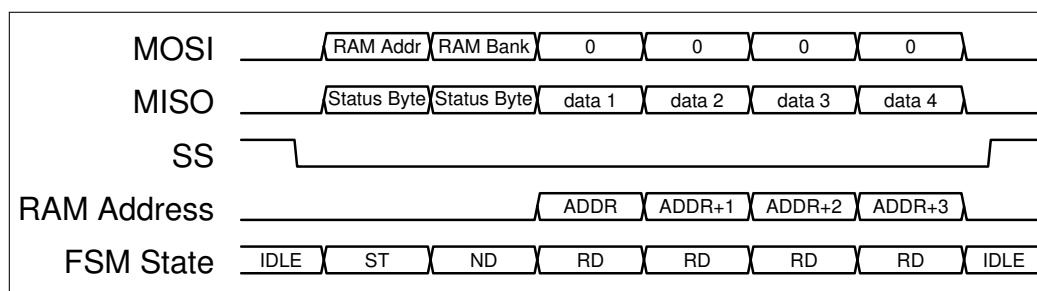 MOSI RAM Addr RAM Bank 0 0 0 0
MISO Status Byte Status Byte data 1 data 2 data 3 data 4
SS
RAM Address ADDR ADDR+1 ADDR+2 ADDR+3
FSM State IDLE ST ND RD RD RD RD IDLE